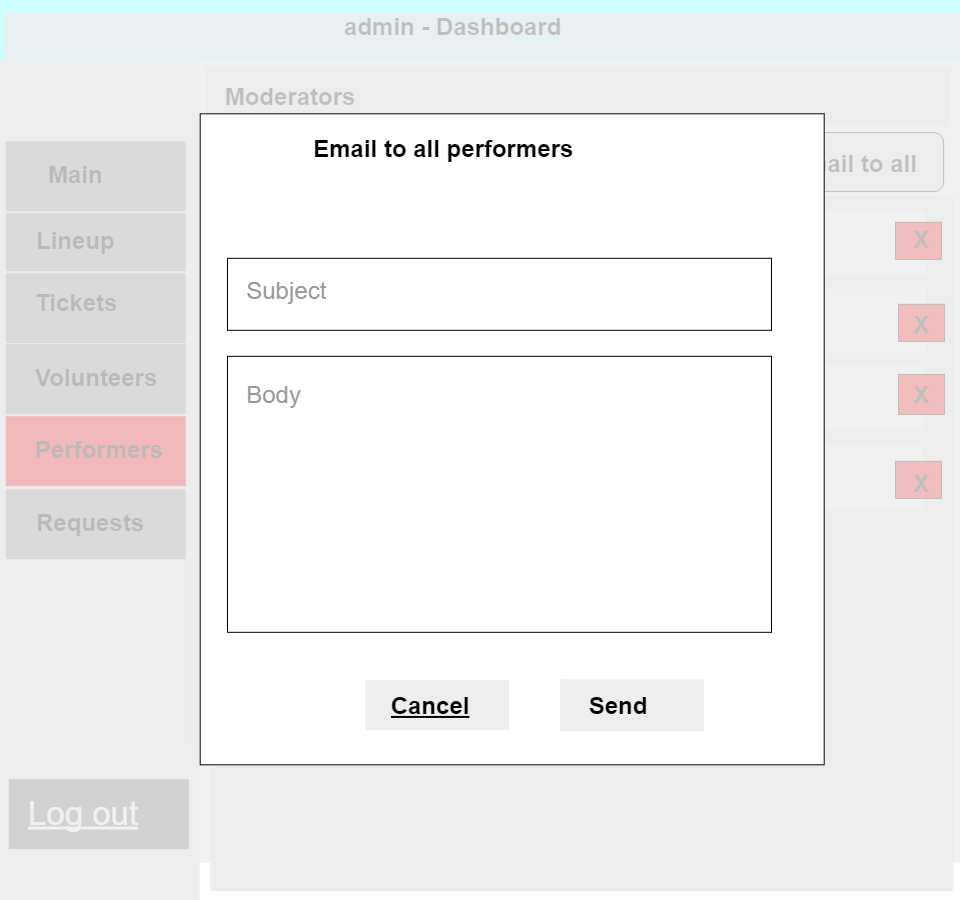 admin - Dashboard
Moderators
Email to all performers
ail to all
Main
Lineup
Tickets
Volunteers
Performers
Requests
Subject
Body
X
X
X
X
Cancel
Send
Log out